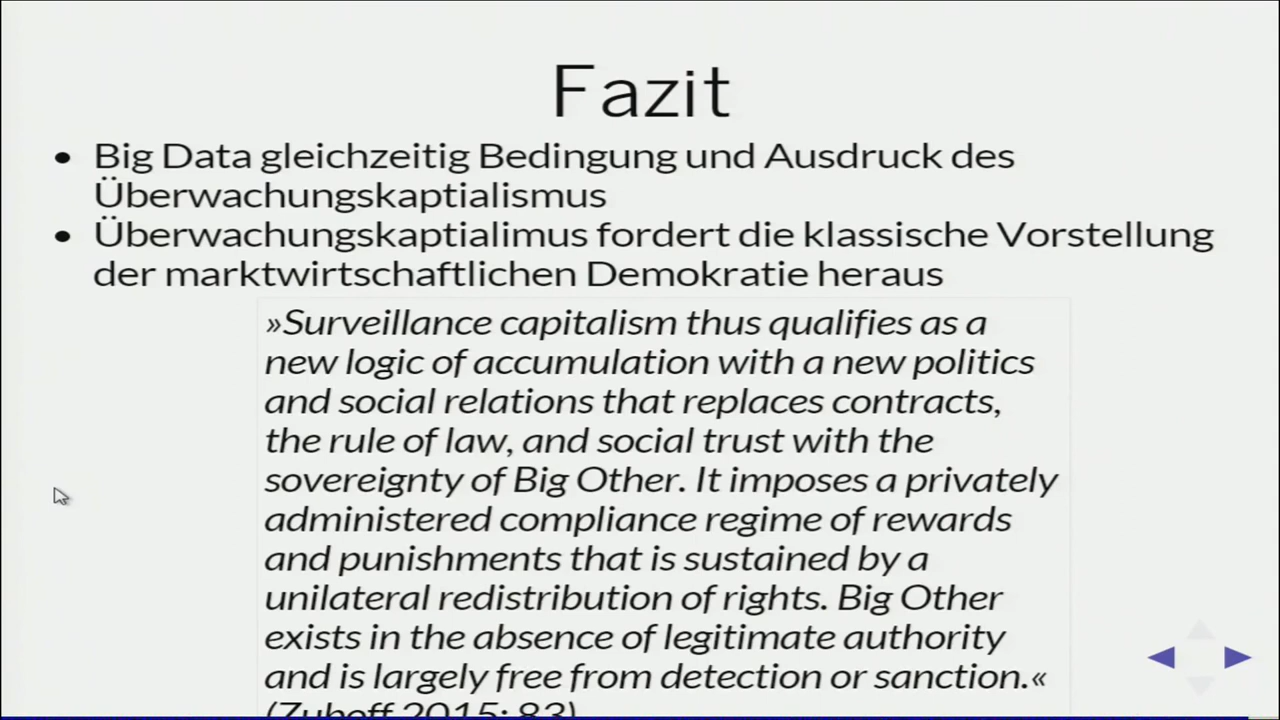 Fazit
• Big Data gleichzeitig Bedingung und Ausdruck des
Überwachungskaptialismus
• Überwachungskaptialimus fordert die klassische Vorstellung
der marktwirtschaftlichen Demokratie heraus
»Surveillance capitalism thus qualifies as a
new logic of accumulation with a new politics
and social relations that replaces contracts,
the rule of law, and social trust with the
sovereignty of Big Other. It imposes a privately
administered compliance regime of rewards
and punishments that is sustained by a
unilateral redistribution of rights. Big Other
exists in the absence of legitimate authority
and is largely free from detection or sanction.«
(Zuboff 2015: 83)